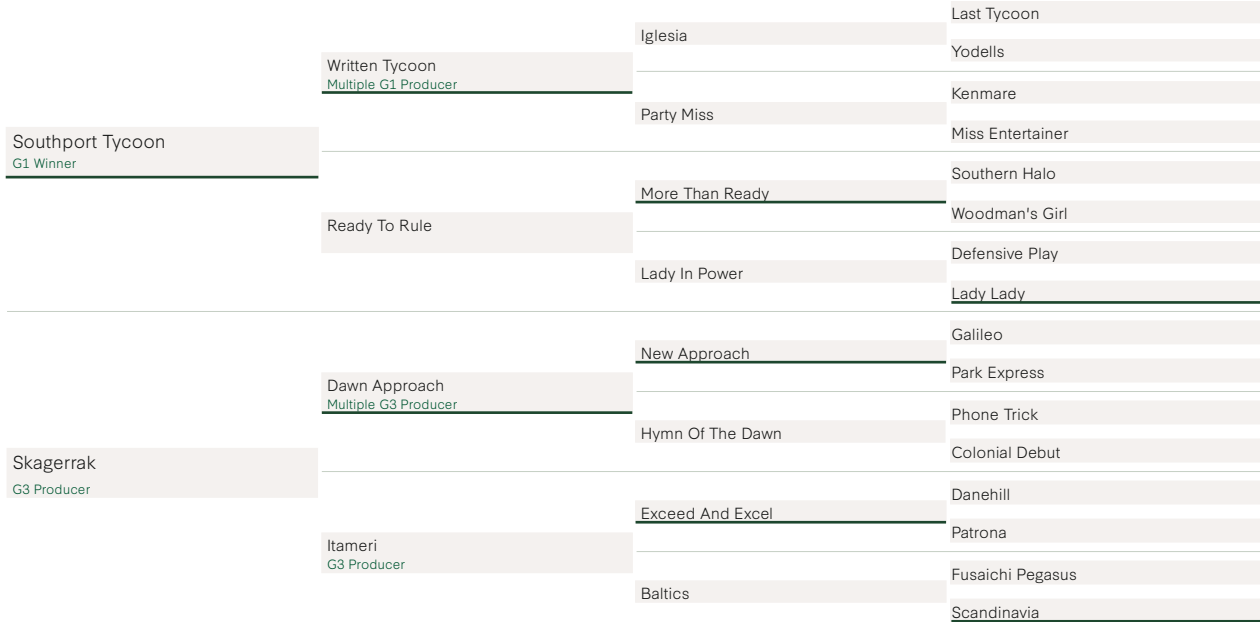 Southport Tycoon
G1 Winner
Skagerrak
G3 Producer
Written Tycoon
Multiple G1 Producer
Ready To Rule
Dawn Approach
Multiple G3 Producer
Itameri
G3 Producer
Iglesia
Party Miss
More Than Ready
Lady In Power
New Approach
Hymn Of The Dawn
Exceed And Excel
Baltics
Last Tycoon
Yodells
Kenmare
Miss Entertainer
Southern Halo
Woodman's Girl
Defensive Play
Lady Lady
Galileo
Park Express
Phone Trick
Colonial Debut
Danehill
Patrona
Fusaichi Pegasus
Scandinavia